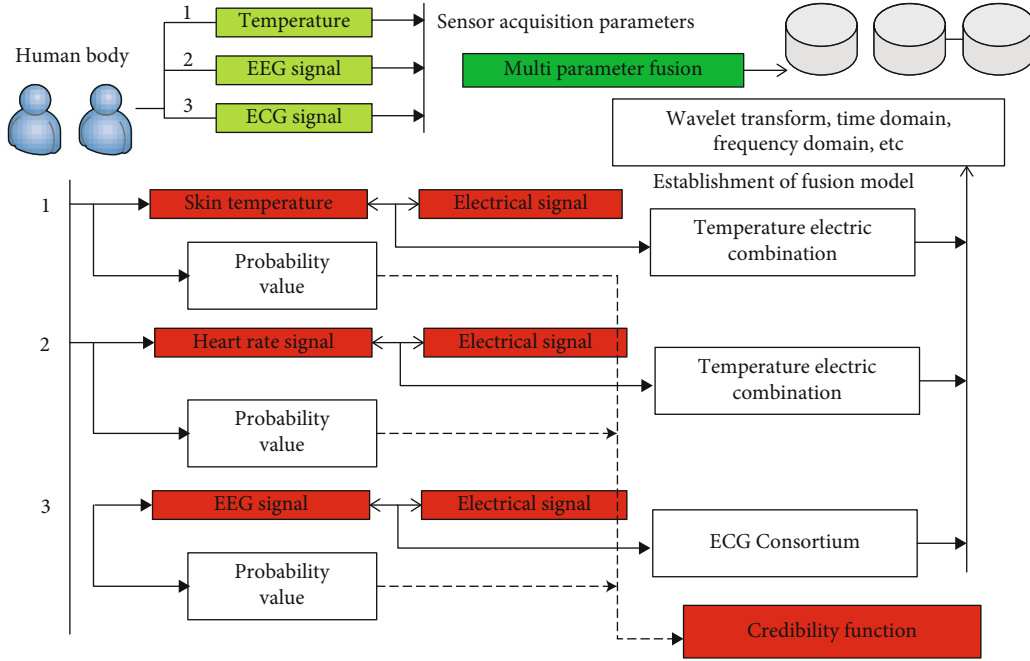 Human body
1
Temperature
2
EEG signal
3
ECG signal
Sensor acquisition parameters
Multi parameter fusion
Wavelet transform, time domain,
frequency domain, etc
Establishment of fusion model
1
Skin temperature
Electrical signal
Temperature electric
combination
Probability
value
2
Heart rate signal
Electrical signal
Temperature electric
combination
Probability
value
3
EEG signal
Electrical signal
ECG Consortium
Probability
value
Credibility function